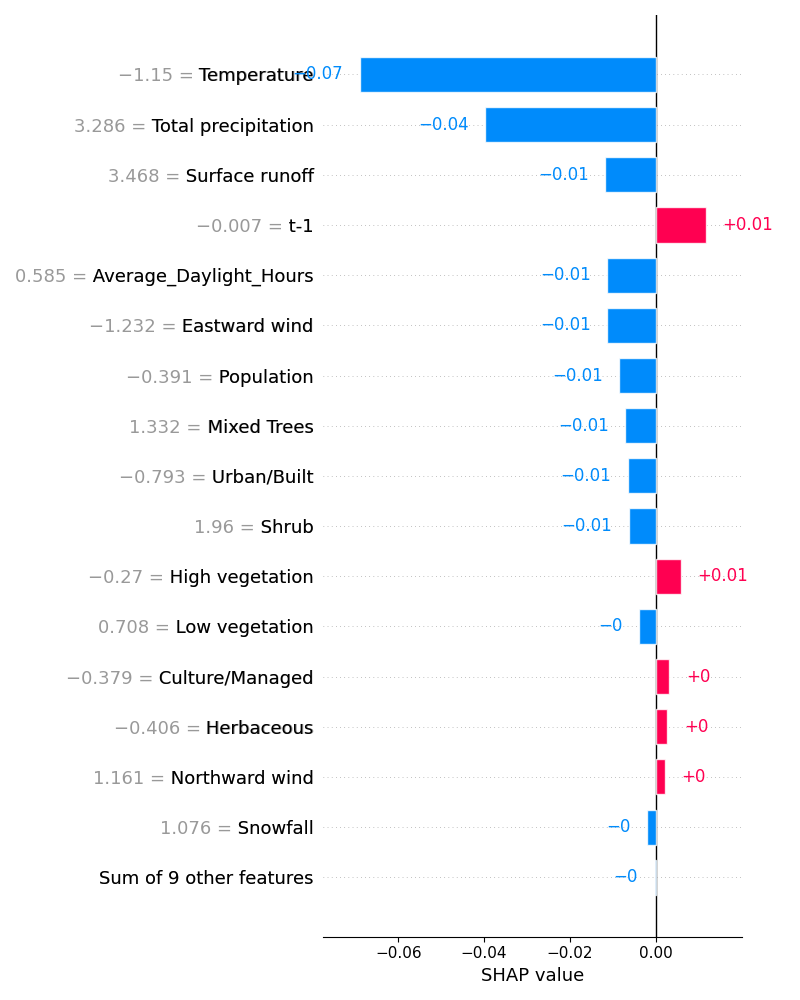 −1.15 = Temperature −0.07
3.286 = Total precipitation −0.04
3.468 = Surface runoff −0.01
−0.007 = t-1 +0.01
0.585 = Average_Daylight_Hours −0.01
−1.232 = Eastward wind −0.01
−0.391 = Population −0.01
1.332 = Mixed Trees −0.01
−0.793 = Urban/Built −0.01
1.96 = Shrub −0.01
−0.27 = High vegetation +0.01
0.708 = Low vegetation −0
−0.379 = Culture/Managed +0
−0.406 = Herbaceous +0
1.161 = Northward wind +0
1.076 = Snowfall −0
Sum of 9 other features −0
−0.06 −0.04 −0.02 0.00
SHAP value